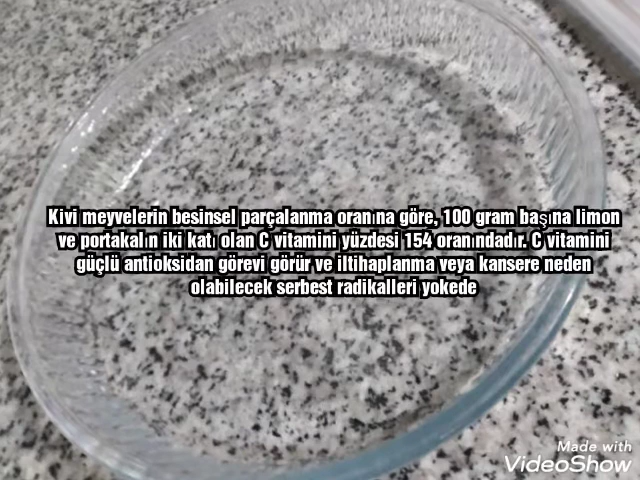 Kivi meyvelerin besinsel parçalanma oranına göre, 100 gram başına limon
ve portakalın iki katı olan C vitamini yüzdesi 154 oranındadır. C vitamini
güçlü antioksidan görevi görür ve iltihaplanma veya kansere neden
olabilecek serbest radikalleri yokede
Made with
VideoShow